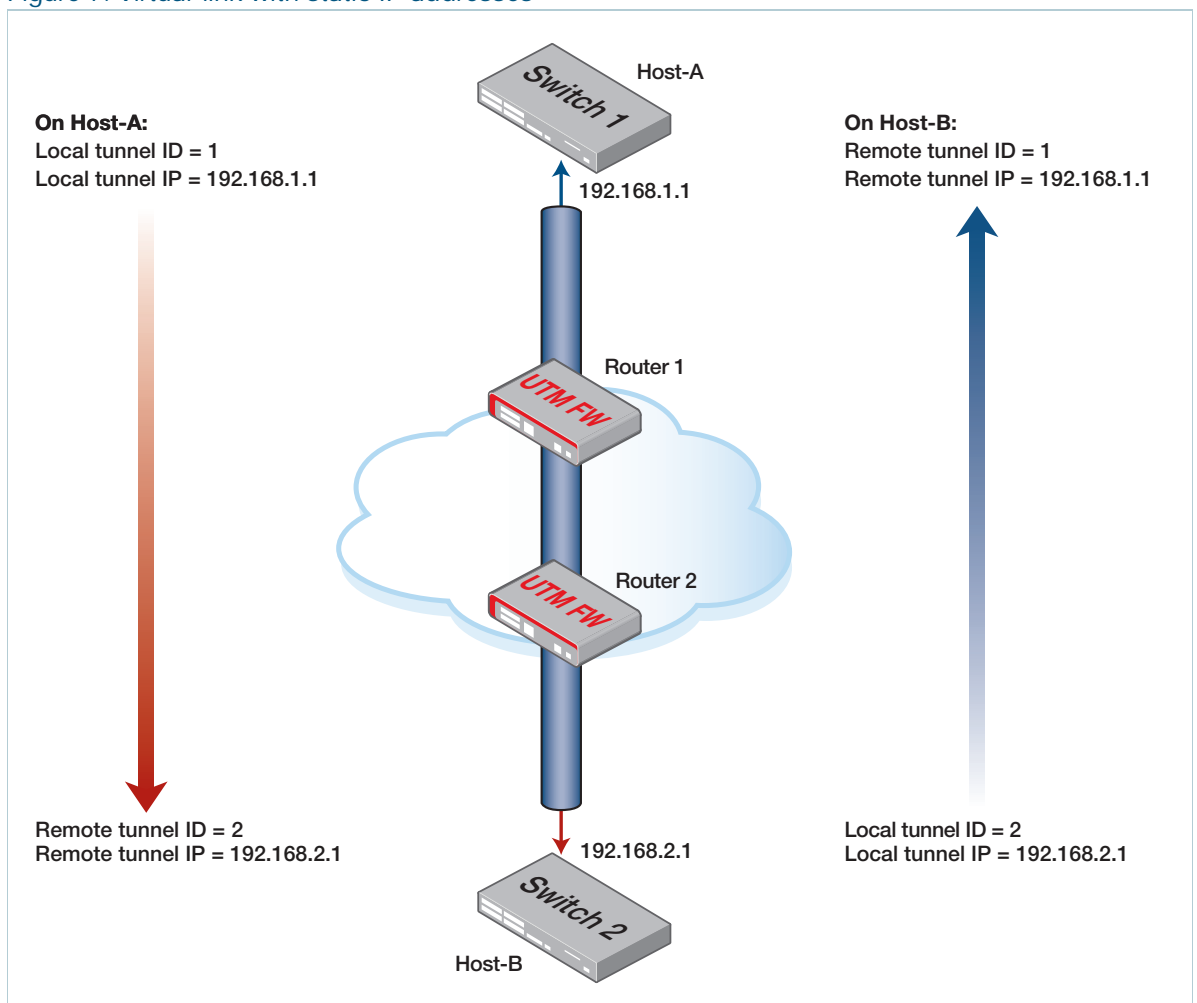 Host-A
Switch 1
On Host-A:
Local tunnel ID = 1
Local tunnel IP = 192.168.1.1
On Host-B:
Remote tunnel ID = 1
Remote tunnel IP = 192.168.1.1
192.168.1.1
Router 1
UTM FW
Router 2
UTM FW
Remote tunnel ID = 2
Remote tunnel IP = 192.168.2.1
192.168.2.1
Local tunnel ID = 2
Local tunnel IP = 192.168.2.1
Switch 2
Host-B